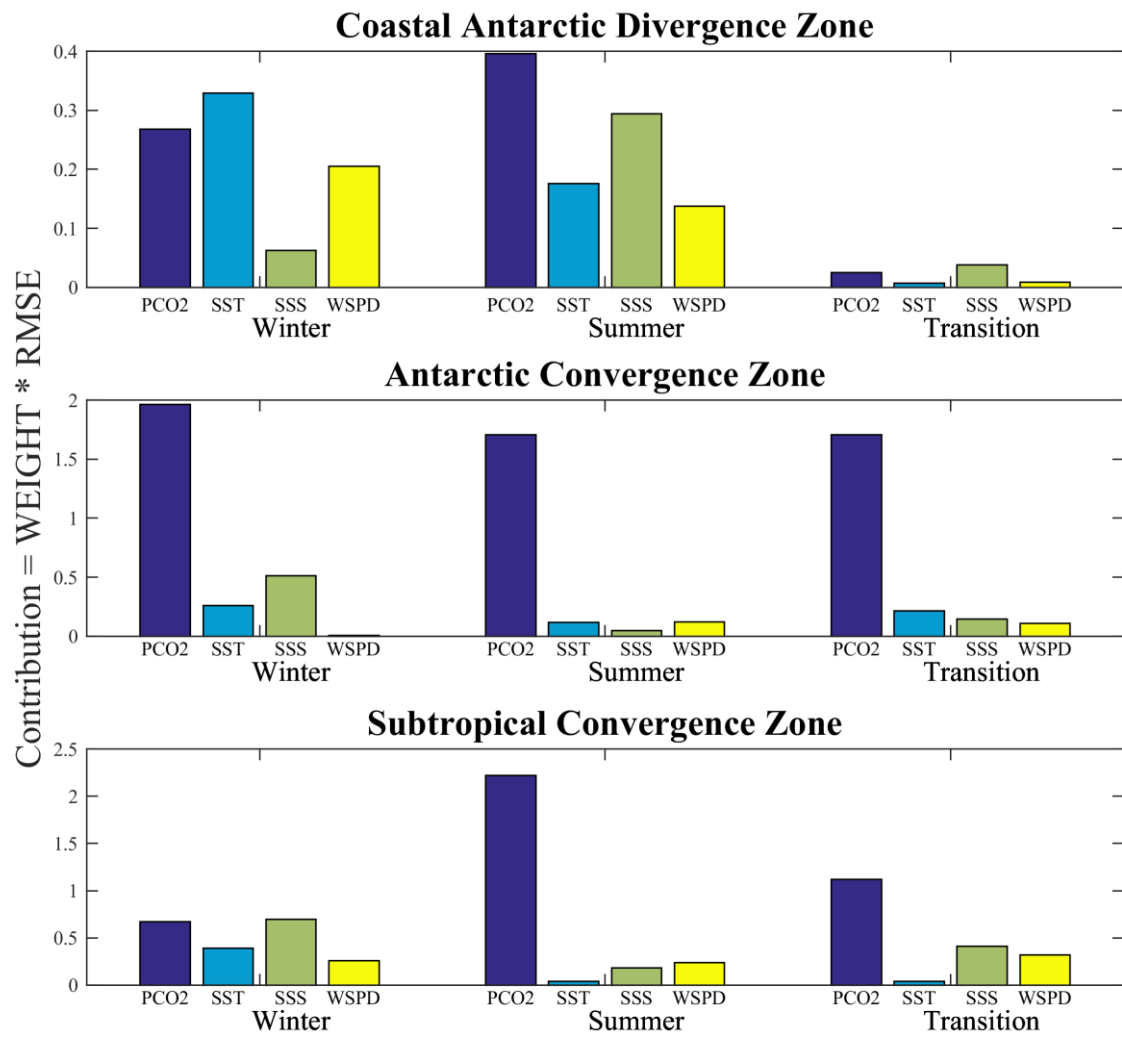 Contribution = WEIGHT * RMSE
Coastal Antarctic Divergence Zone
0.4
0.3
0.2
0.1
0
PCO2 SST SSS WSPD PCO2 SST SSS WSPD PCO2 SST SSS WSPD
Winter Summer Transition
Antarctic Convergence Zone
2
1.5
1
0.5
0
PCO2 SST SSS WSPD PCO2 SST SSS WSPD PCO2 SST SSS WSPD
Winter Summer Transition
Subtropical Convergence Zone
2.5
2
1.5
1
0.5
0
PCO2 SST SSS WSPD PCO2 SST SSS WSPD PCO2 SST SSS WSPD
Winter Summer Transition